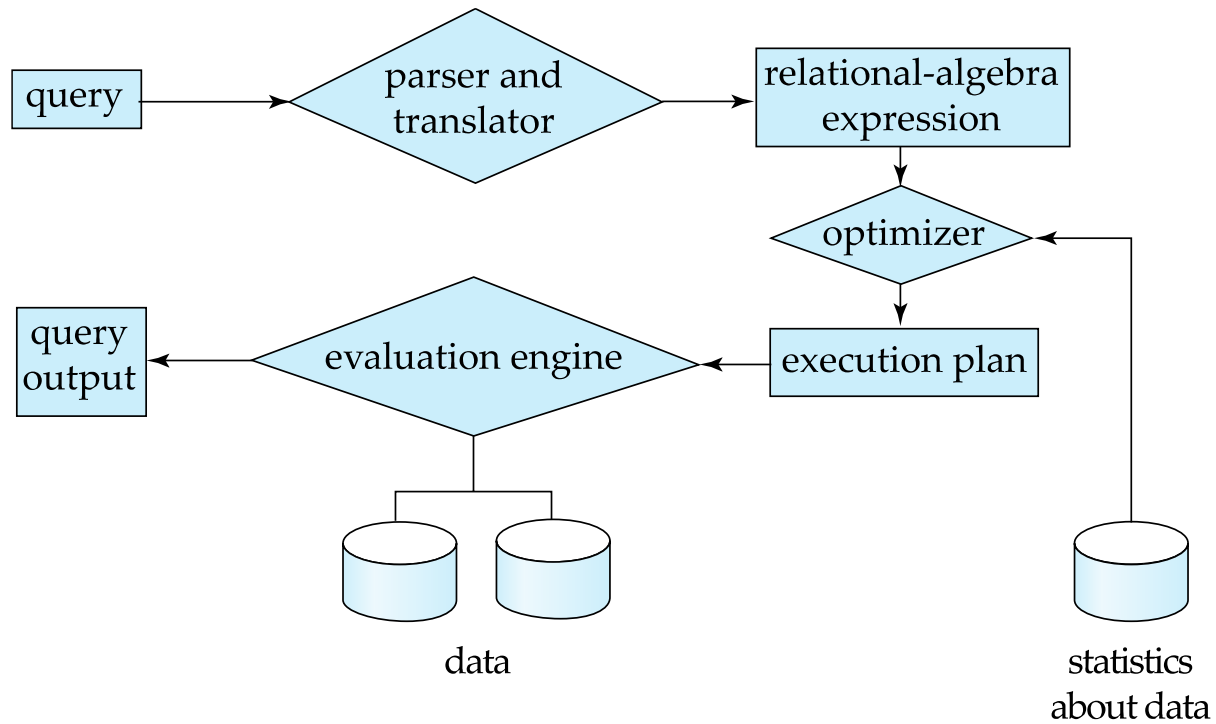 query
parser and
translator
relational-algebra
expression
optimizer
query
output
evaluation engine
execution plan
data
statistics
about data